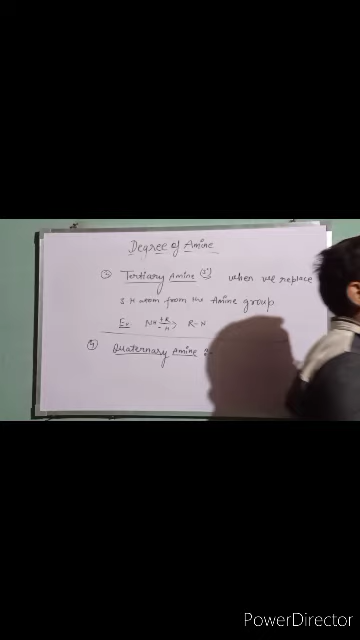 Degree of Amine
③ Tertiary Amine (3°) when we replace
3 H atom from the Amine group
Ex. NH +R/-H> R-N
④ Quaternary Amine
PowerDirector